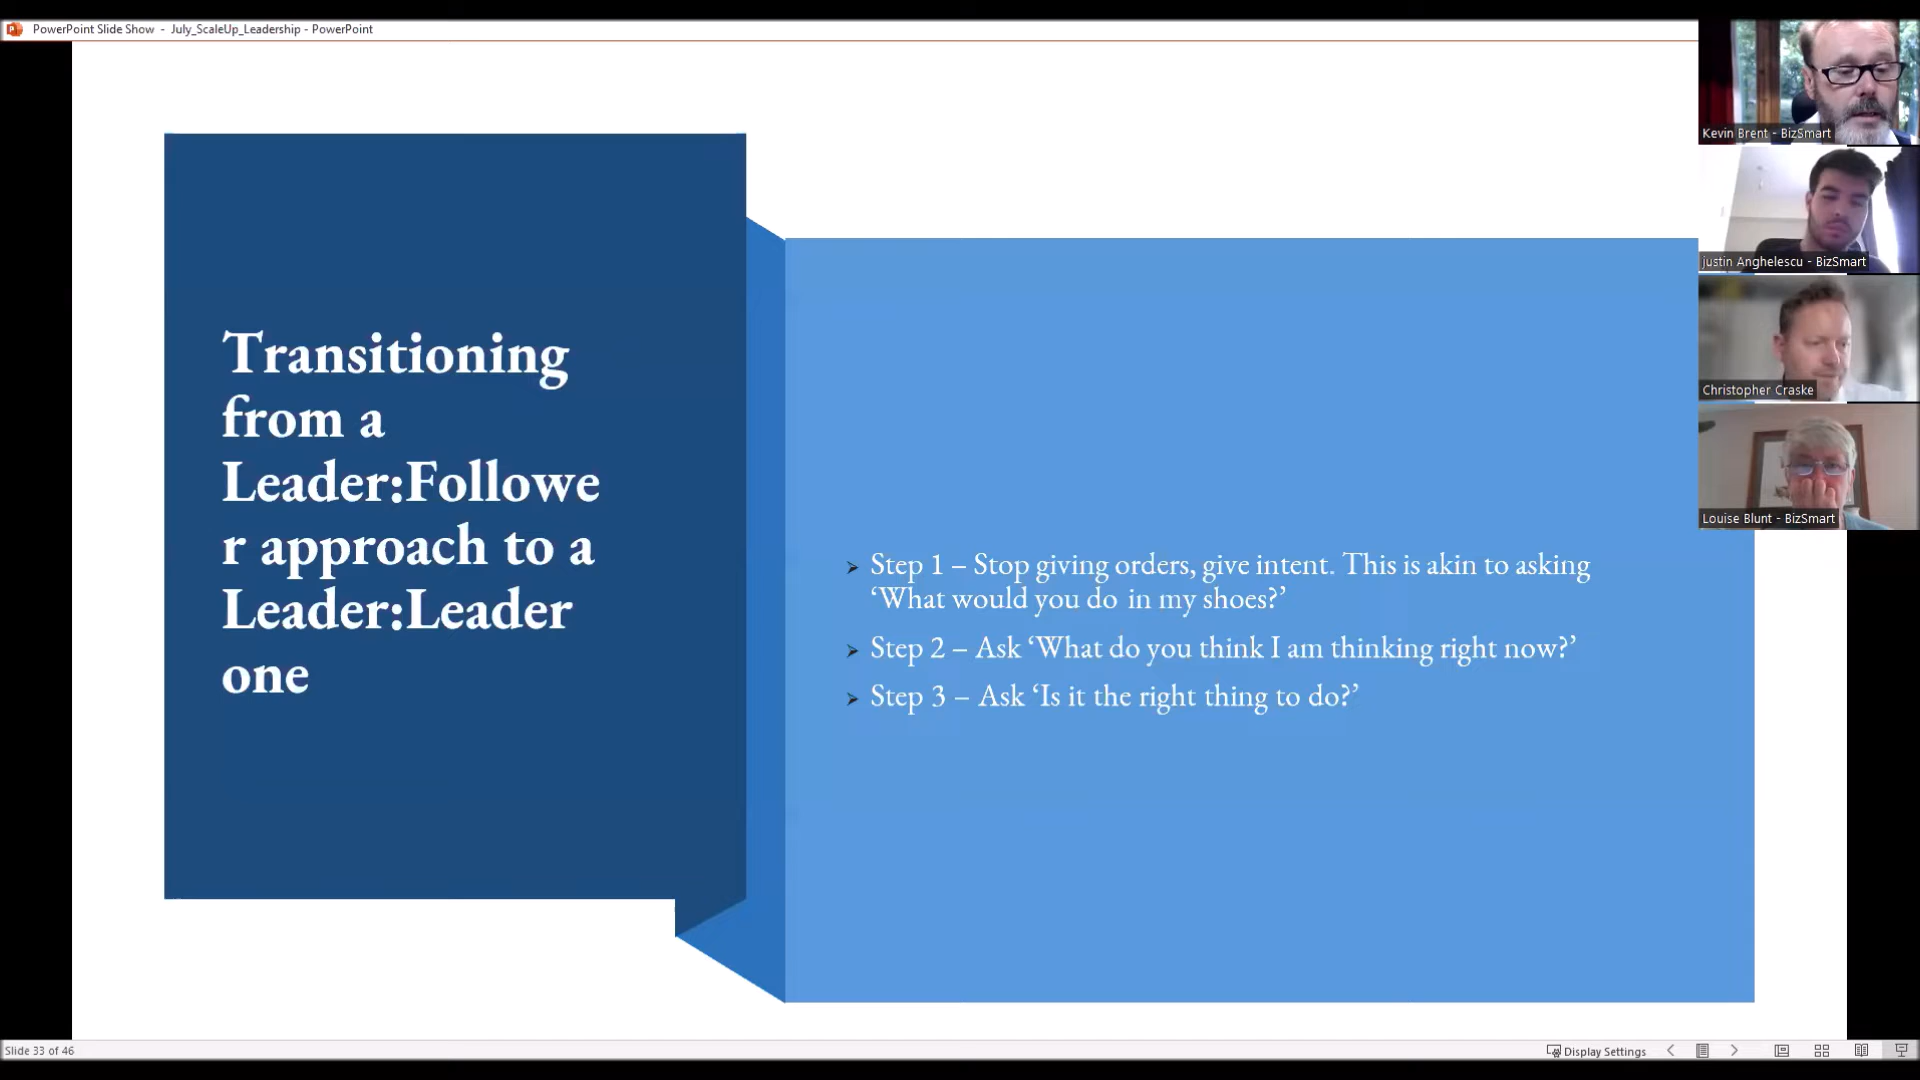 PowerPoint Slide Show - July_ScaleUp_Leadership - PowerPoint
Kevin Brent - BizSmart
justin Anghelescu - BizSmart
Christopher Craske
Louise Blunt - BizSmart
Transitioning
from a
Leader:Followe
r approach to a
Leader:Leader
one
Step 1 – Stop giving orders, give intent. This is akin to asking
‘What would you do in my shoes?’
Step 2 – Ask ‘What do you think I am thinking right now?’
Step 3 – Ask ‘Is it the right thing to do?’
Slide 33 of 46
Display Settings